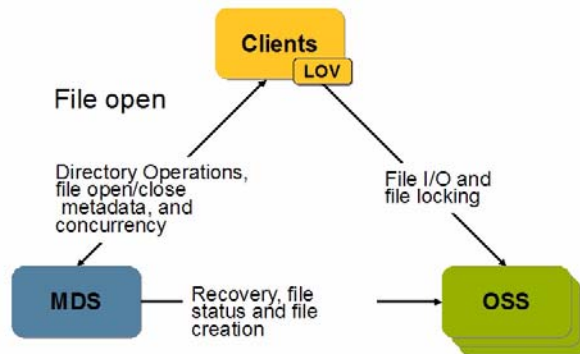 Clients
LOV
File open
Directory Operations,
file open/close
metadata, and
concurrency
File I/O and
file locking
MDS
Recovery, file
status and file
creation
OSS